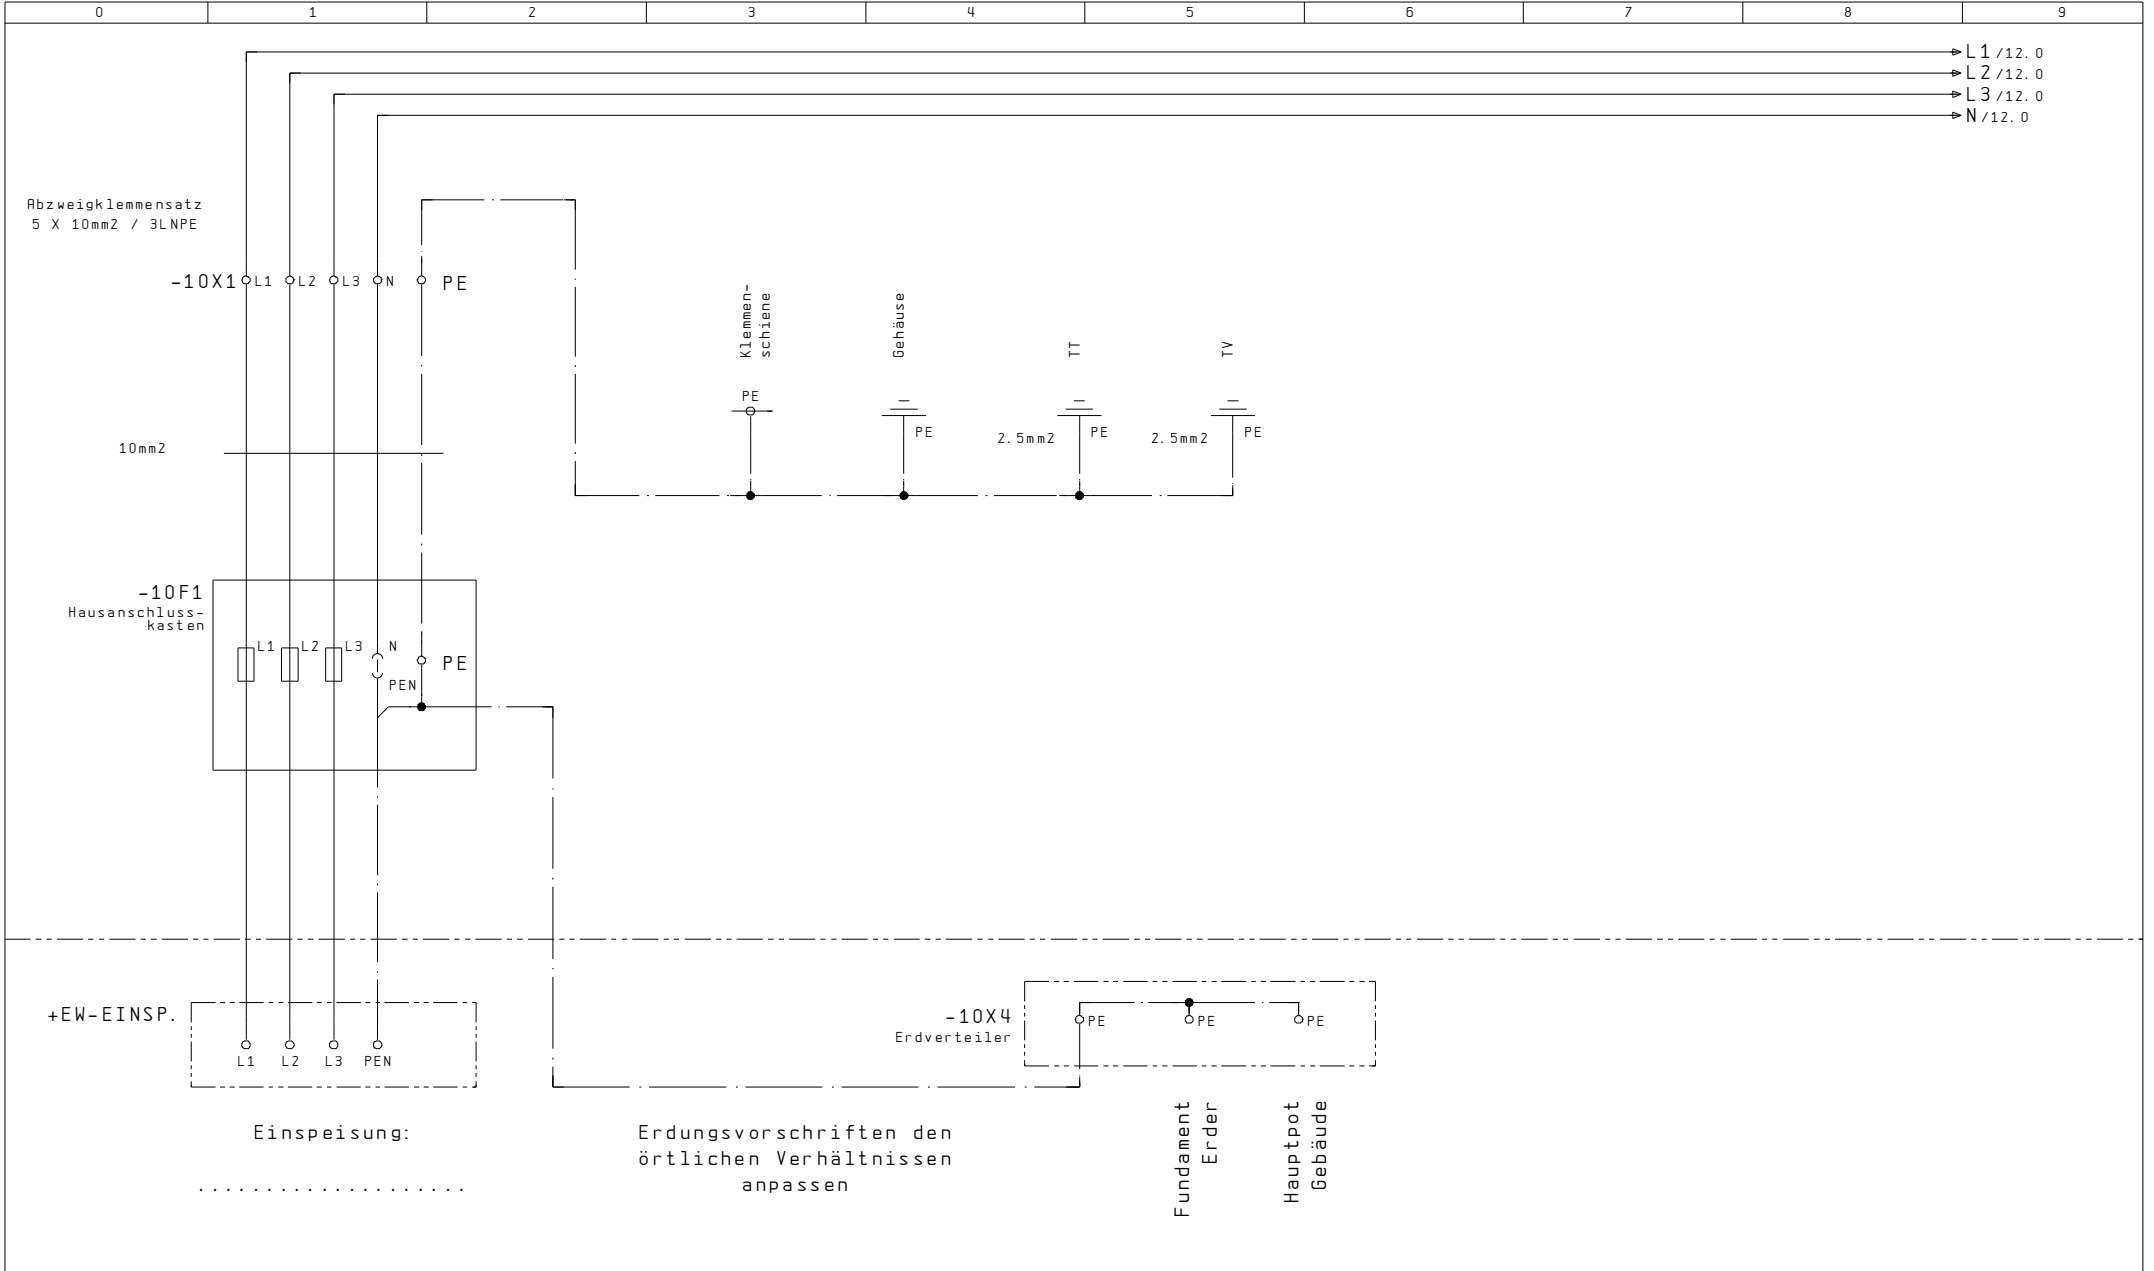 0 1 2 3 4 5 6 7 8 9
L1 /12.0
L2 /12.0
L3 /12.0
N /12.0
Abzweigklemmensatz
5 X 10mm2 / 3LNPE
-10X1 L1 L2 L3 N PE
Klemmen-
schiene
Gehäuse
TT
TV
PE
PE
2.5mm2 PE
2.5mm2 PE
10mm2
-10F1
Hausanschluss-
kasten
L1 L2 L3 N
PE
PEN
+EW-EINSP.
L1 L2 L3 PEN
-10X4
Erdverteiler
PE PE PE
Einspeisung:
....................
Erdungsvorschriften den
örtlichen Verhältnissen
anpassen
Fundament
Erder
Hauptpot
Gebäude